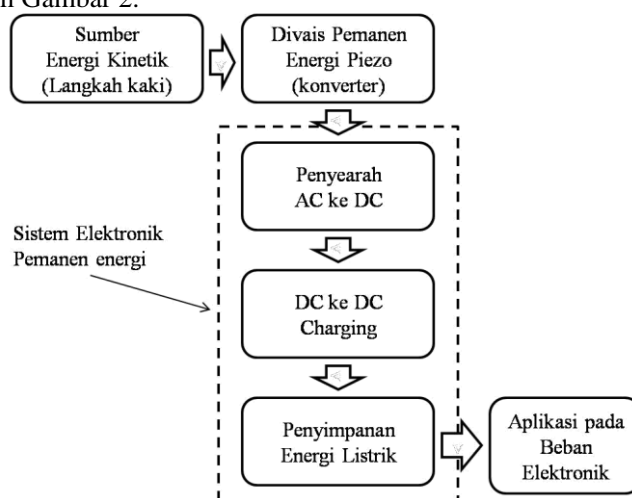 n Gambar 2.
Sumber
Energi Kinetik
(Langkah kaki)
Divais Pemanen
Energi Piezo
(konverter)
Penyearah
AC ke DC
Sistem Elektronik
Pemanen energi
DC ke DC
Charging
Penyimpanan
Energi Listrik
Aplikasi pada
Beban
Elektronik